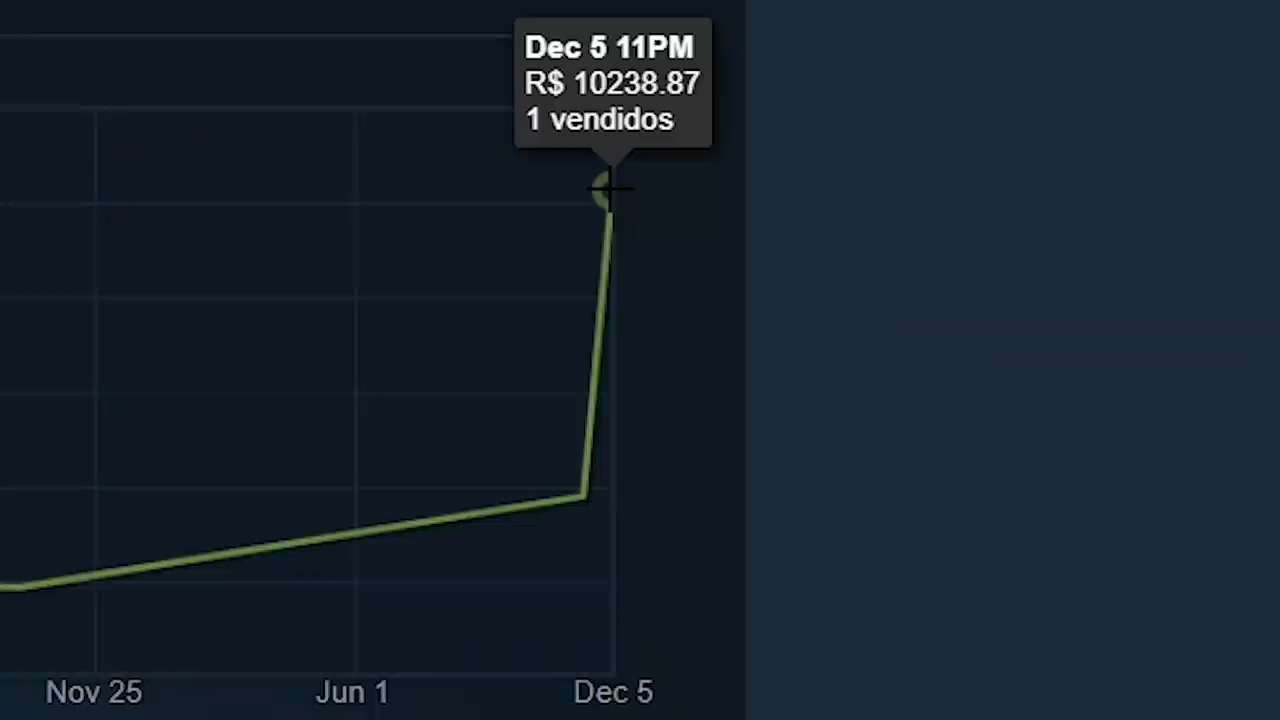 Dec 5 11PM
R$ 10238.87
1 vendidos
Nov 25
Jun 1
Dec 5